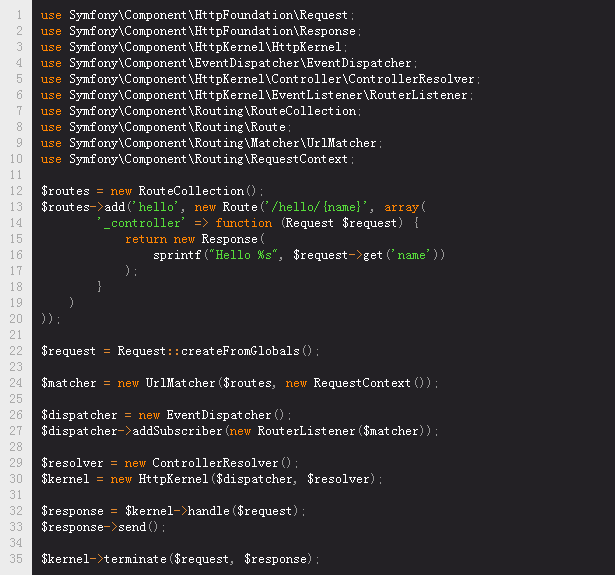 1 use Symfony\Component\HttpFoundation\Request;
2 use Symfony\Component\HttpFoundation\Response;
3 use Symfony\Component\HttpKernel\HttpKernel;
4 use Symfony\Component\EventDispatcher\EventDispatcher;
5 use Symfony\Component\HttpKernel\Controller\ControllerResolver;
6 use Symfony\Component\HttpKernel\EventListener\RouterListener;
7 use Symfony\Component\Routing\RouteCollection;
8 use Symfony\Component\Routing\Route;
9 use Symfony\Component\Routing\Matcher\UrlMatcher;
10 use Symfony\Component\Routing\RequestContext;
11
12 $routes = new RouteCollection();
13 $routes->add('hello', new Route('/hello/{name}', array(
14         '_controller' => function (Request $request) {
15             return new Response(
16                 sprintf("Hello %s", $request->get('name'))
17             );
18         }
19     )
20 ));
21
22 $request = Request::createFromGlobals();
23
24 $matcher = new UrlMatcher($routes, new RequestContext());
25
26 $dispatcher = new EventDispatcher();
27 $dispatcher->addSubscriber(new RouterListener($matcher));
28
29 $resolver = new ControllerResolver();
30 $kernel = new HttpKernel($dispatcher, $resolver);
31
32 $response = $kernel->handle($request);
33 $response->send();
34
35 $kernel->terminate($request, $response);